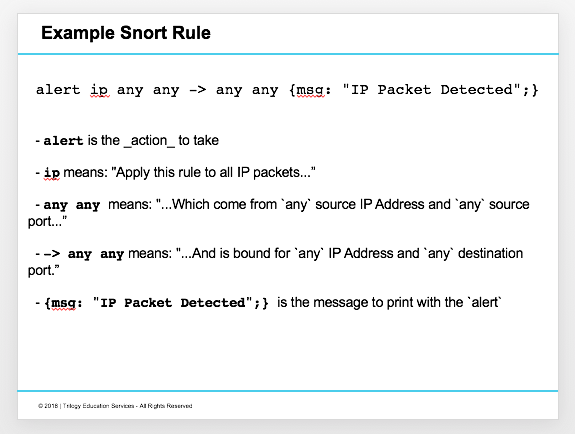 Example Snort Rule
alert ip any any -> any any {msg: "IP Packet Detected";}
- alert is the _action_ to take
- ip means: "Apply this rule to all IP packets...”
- any any means: "...Which come from `any` source IP Address and `any` source
port...”
- -> any any means: "...And is bound for `any` IP Address and `any` destination
port.”
- {msg: "IP Packet Detected";} is the message to print with the `alert`
© 2018 | Trilogy Education Services - All Rights Reserved